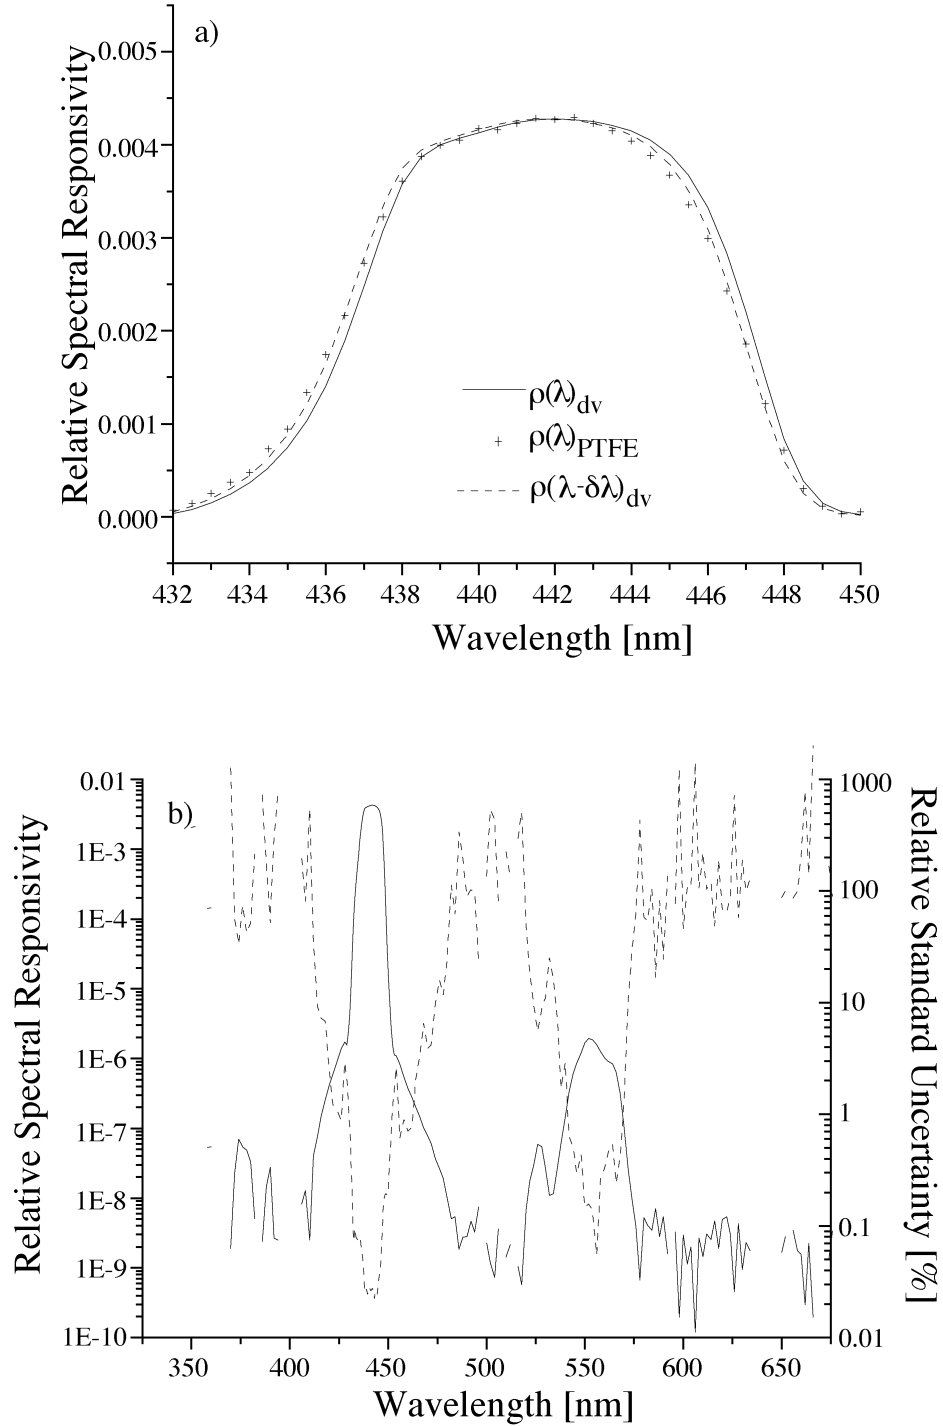 a)
0.005
0.004
0.003
0.002
0.001
0.000
Relative Spectral Responsivity
ρ(λ)dv
ρ(λ)PTFE
ρ(λ-δλ)dv
432 434 436 438 440 442 444 446 448 450
Wavelength [nm]
b)
0.01
1E-3
1E-4
1E-5
1E-6
1E-7
1E-8
1E-9
1E-10
Relative Spectral Responsivity
1000
100
10
1
0.1
0.01
Relative Standard Uncertainty [%]
350 400 450 500 550 600 650
Wavelength [nm]